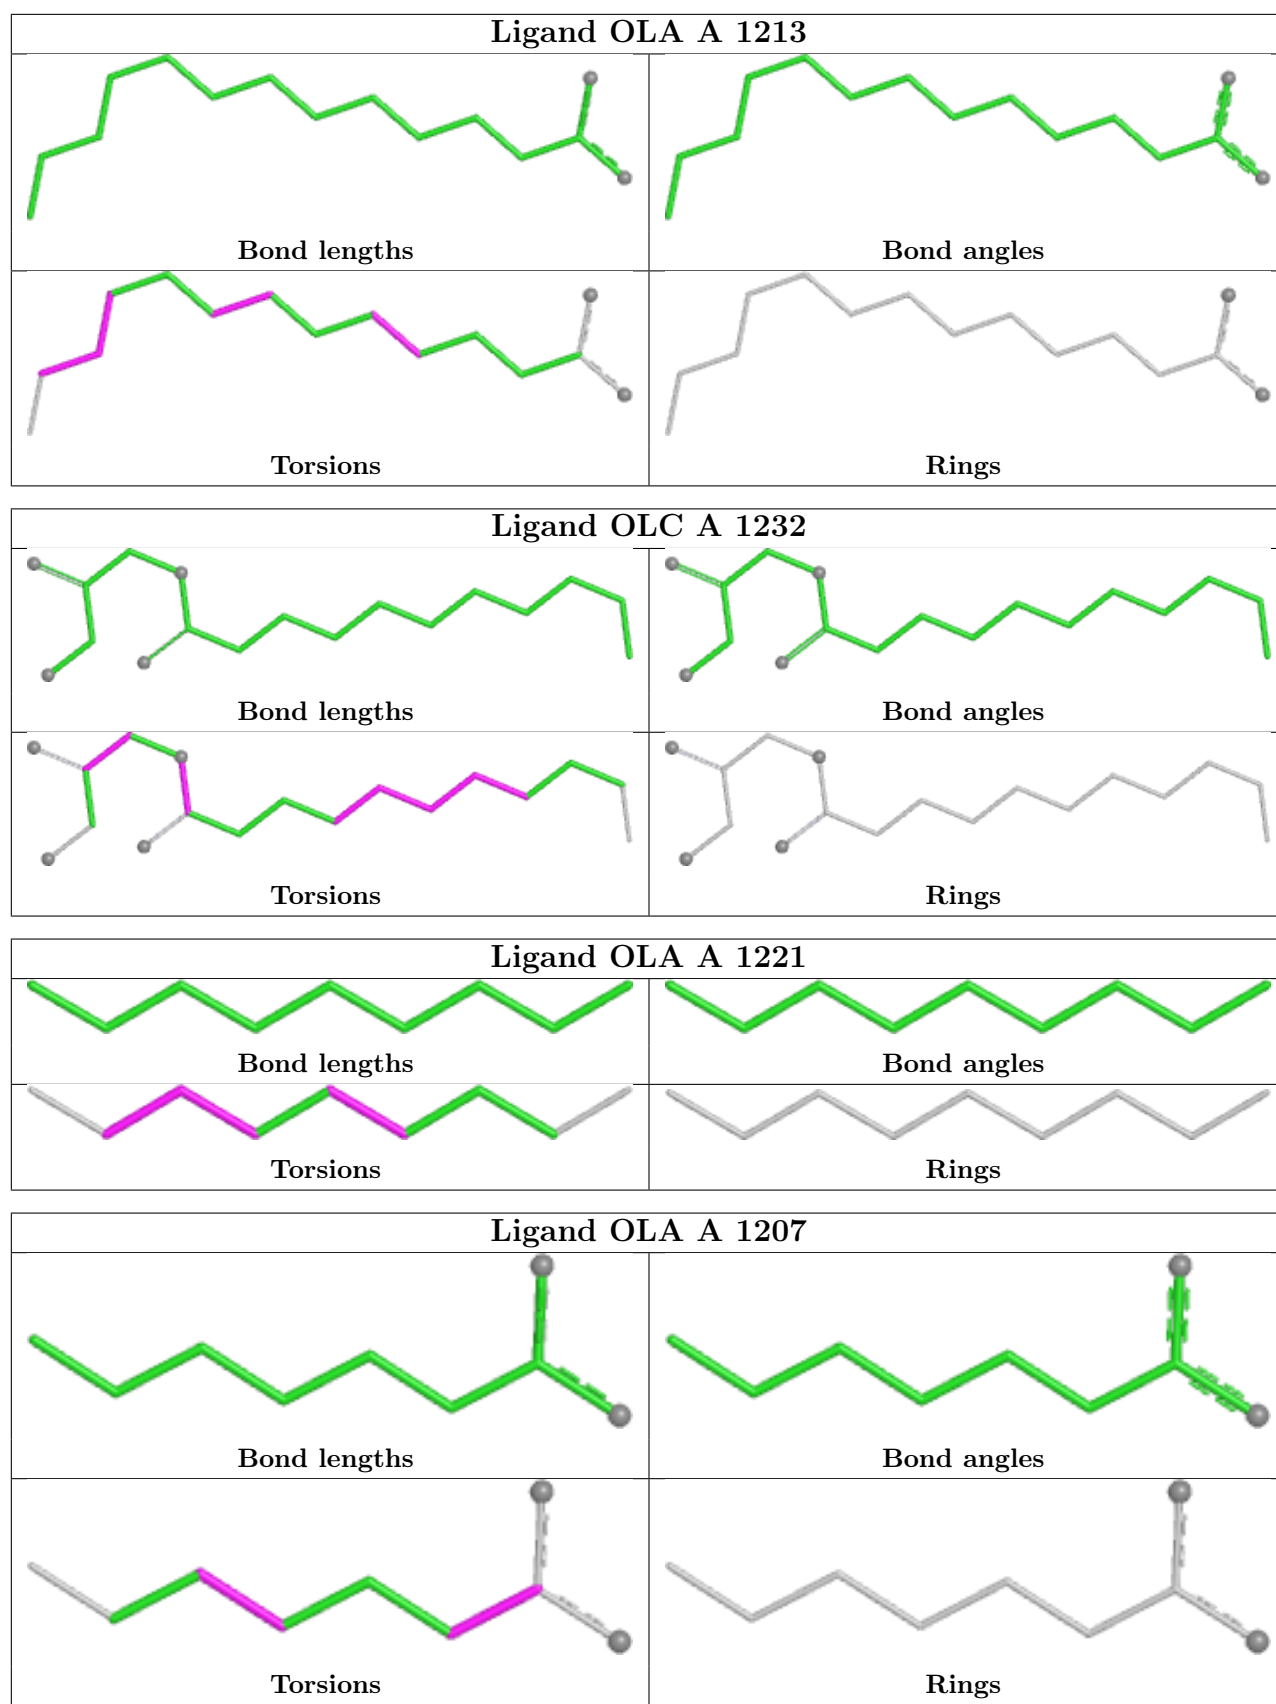 Ligand OLA A 1213
Bond lengths
Bond angles
Torsions
Rings
Ligand OLC A 1232
Bond lengths
Bond angles
Torsions
Rings
Ligand OLA A 1221
Bond lengths
Bond angles
Torsions
Rings
Ligand OLA A 1207
Bond lengths
Bond angles
Torsions
Rings